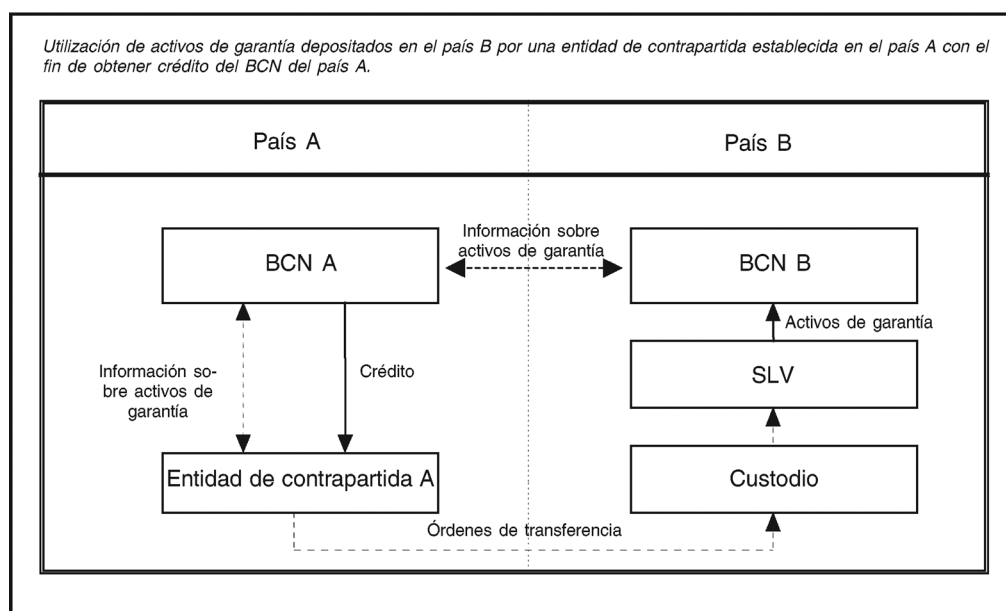 Utilización de activos de garantía depositados en el país B por una entidad de contrapartida establecida en el país A con el
fin de obtener crédito del BCN del país A.
País A
País B
Información sobre
activos de garantía
BCN A
BCN B
Activos de garantía
Información so-
bre activos de
garantía
Crédito
SLV
Entidad de contrapartida A
Custodio
Órdenes de transferencia